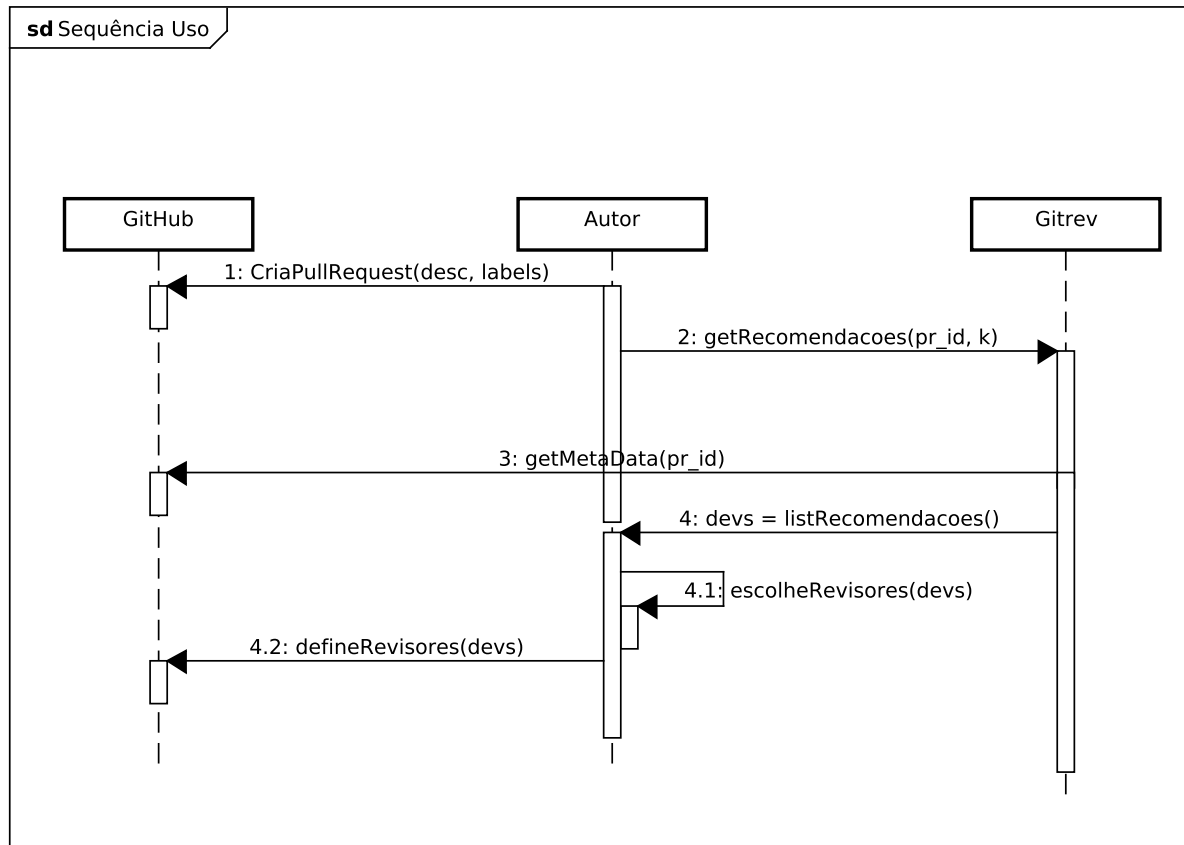 sd Sequência Uso
GitHub
Autor
Gitrev
1: CriaPullRequest(desc, labels)
2: getRecomendacoes(pr_id, k)
3: getMetaData(pr_id)
4: devs = listRecomendacoes()
4.1: escolheRevisores(devs)
4.2: defineRevisores(devs)